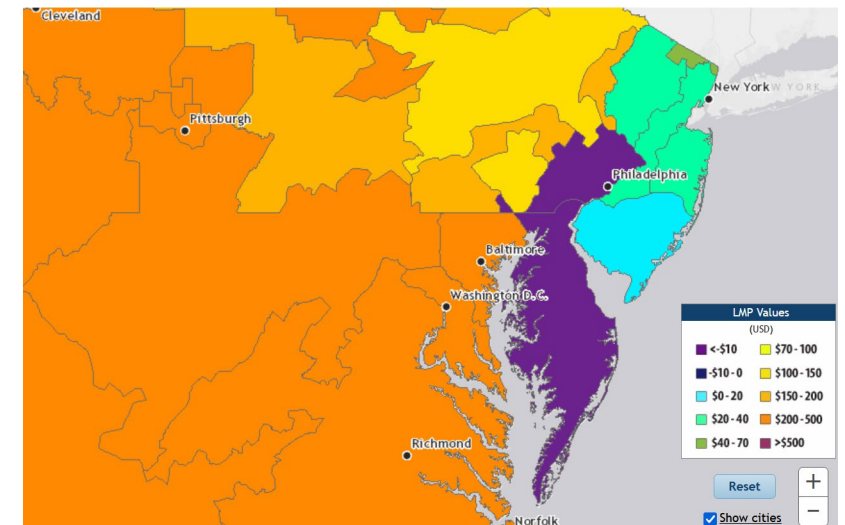 Cleveland
New York
W YORK
Pittsburgh
Philadelphia
Baltimore
Washington D.C.
LMP Values
(USD)
<-$10
$70 - 100
-$10 - 0
$100 - 150
$0 - 20
$150 - 200
$20 - 40
$200 - 500
$40 - 70
>$500
Richmond
Reset
+
Norfolk
Show cities
−